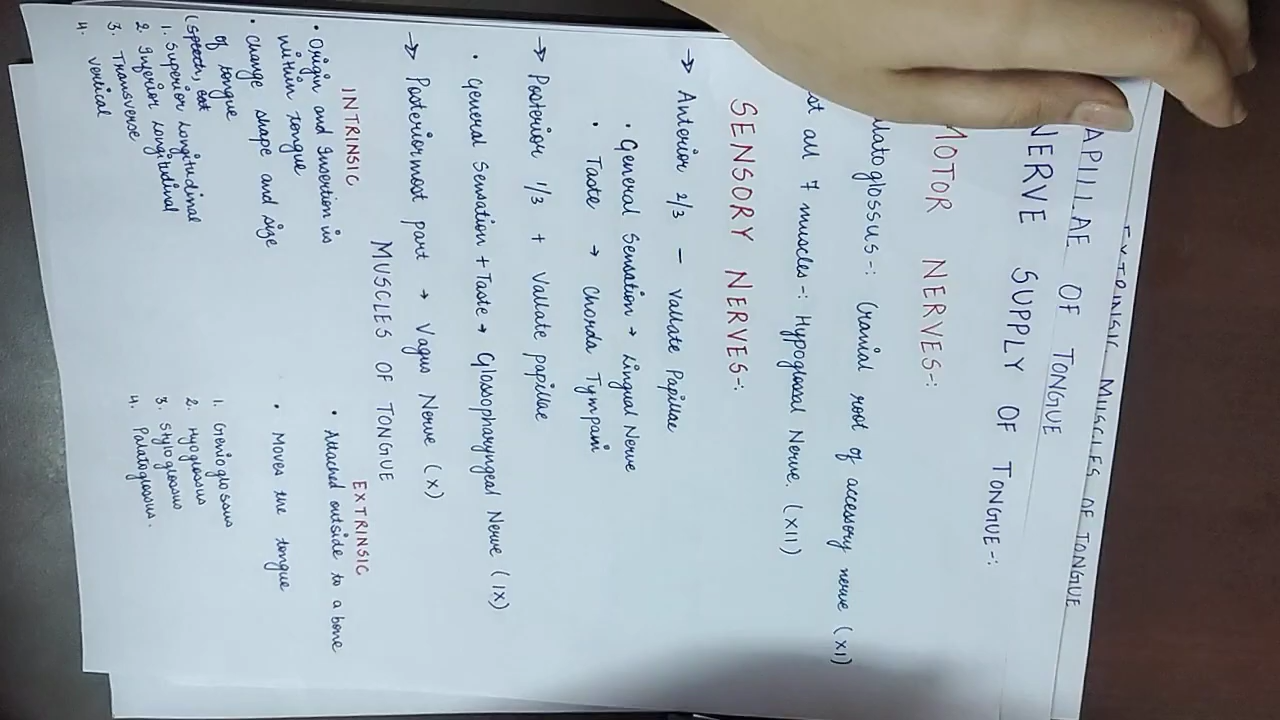 EXTRINSIC MUSCLES OF TONGUE
APILLAE OF TONGUE
NERVE SUPPLY OF TONGUE-:
MOTOR NERVES-:
latoglossus-: Cranial root of accessory nerve (XI)
st all 7 muscles-: Hypoglossal Nerve. (XII)
SENSORY NERVES-:
→ Anterior 2/3 - Vallate Papillae
• General Sensation → Lingual Nerve
• Taste → Chorda Tympani
→ Posterior 1/3 + Vallate papillae
• General Sensation + Taste → Glossopharyngeal Nerve (IX)
→ Posteriormost part → Vagus Nerve (X)
MUSCLES OF TONGUE
INTRINSIC
• Origin and Insertion is
within tongue
• Change shape and size
of tongue
(speech, eat
1. Superior Longitudinal
2. Inferior Longitudinal
3. Transverse
4. Vertical
EXTRINSIC
• Attached outside to a bone
• Moves the tongue
1. Genioglossus
2. Hyoglossus
3. Styloglossus
4. Palatoglossus.